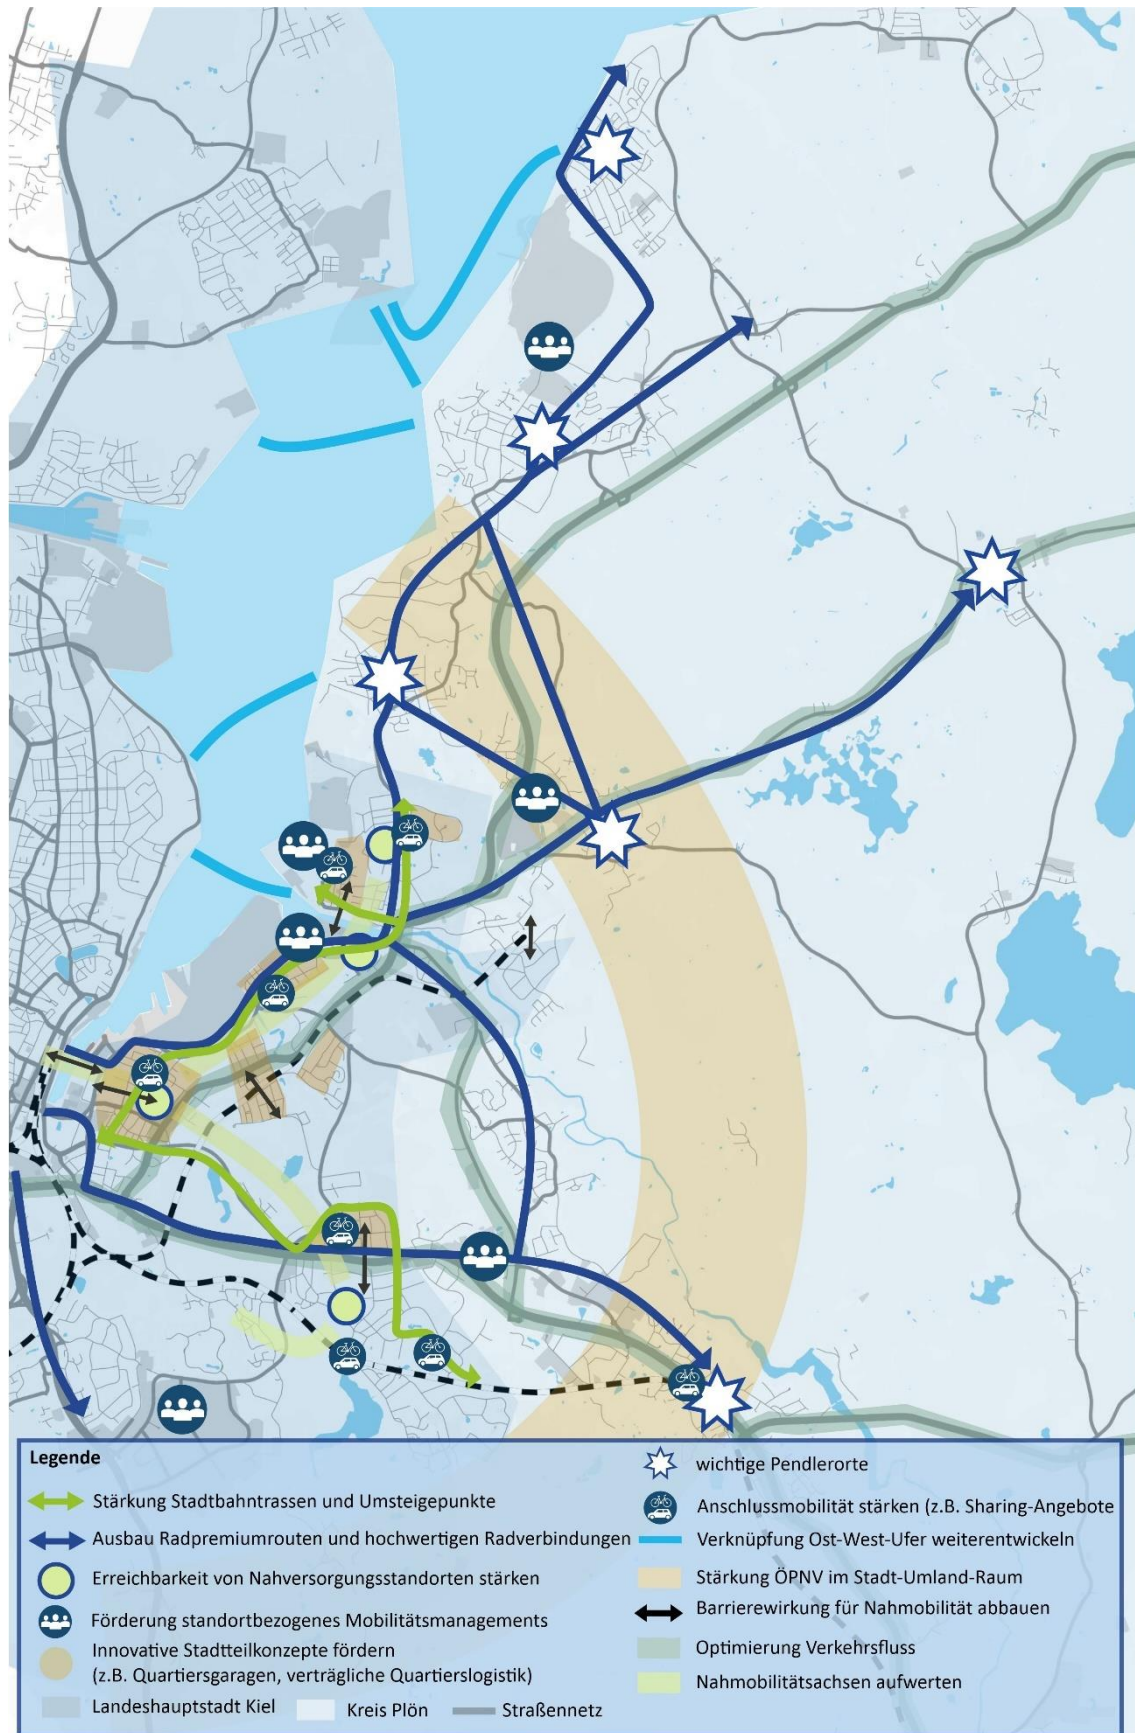 Legende
Stärkung Stadtbahntrassen und Umsteigepunkte
Ausbau Radpremiumrouten und hochwertigen Radverbindungen
Erreichbarkeit von Nahversorgungsstandorten stärken
Förderung standortbezogenes Mobilitätsmanagements
Innovative Stadtteilkonzepte fördern
(z.B. Quartiersgaragen, verträgliche Quartierslogistik)
Landeshauptstadt Kiel Kreis Plön Straßennetz
wichtige Pendlerorte
Anschlussmobilität stärken (z.B. Sharing-Angebote
Verknüpfung Ost-West-Ufer weiterentwickeln
Stärkung ÖPNV im Stadt-Umland-Raum
Barrierewirkung für Nahmobilität abbauen
Optimierung Verkehrsfluss
Nahmobilitätsachsen aufwerten